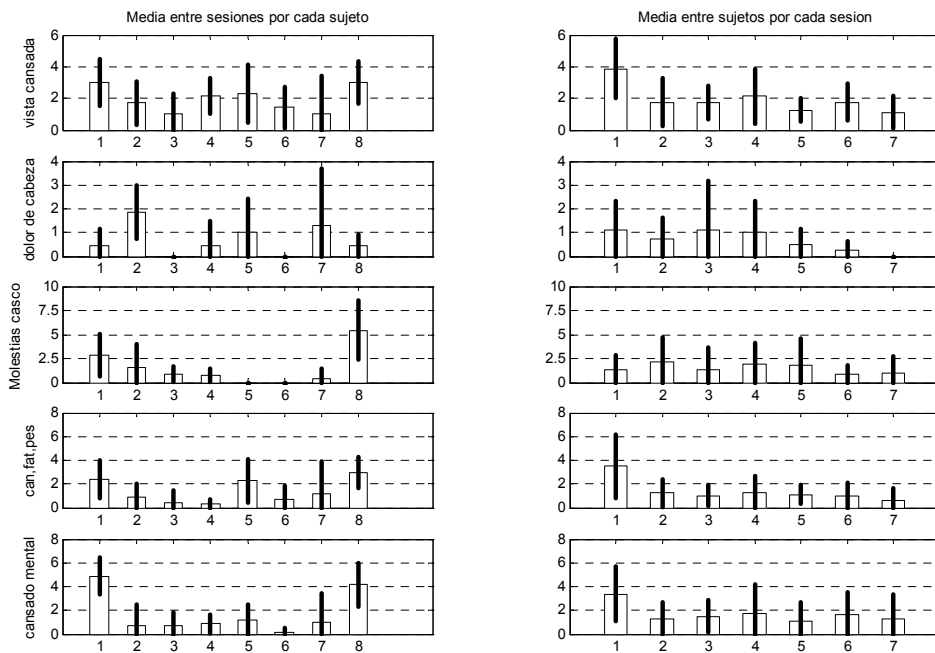 Media entre sesiones por cada sujeto
vista cansada
6
4
2
0
1 2 3 4 5 6 7 8
dolor de cabeza
4
3
2
1
0
1 2 3 4 5 6 7 8
Molestias casco
10
7.5
5
2.5
0
1 2 3 4 5 6 7 8
can,fat,pes
8
6
4
2
0
1 2 3 4 5 6 7 8
cansado mental
8
6
4
2
0
1 2 3 4 5 6 7 8
Media entre sujetos por cada sesion
6
4
2
0
1 2 3 4 5 6 7
4
3
2
1
0
1 2 3 4 5 6 7
10
7.5
5
2.5
0
1 2 3 4 5 6 7
8
6
4
2
0
1 2 3 4 5 6 7
8
6
4
2
0
1 2 3 4 5 6 7